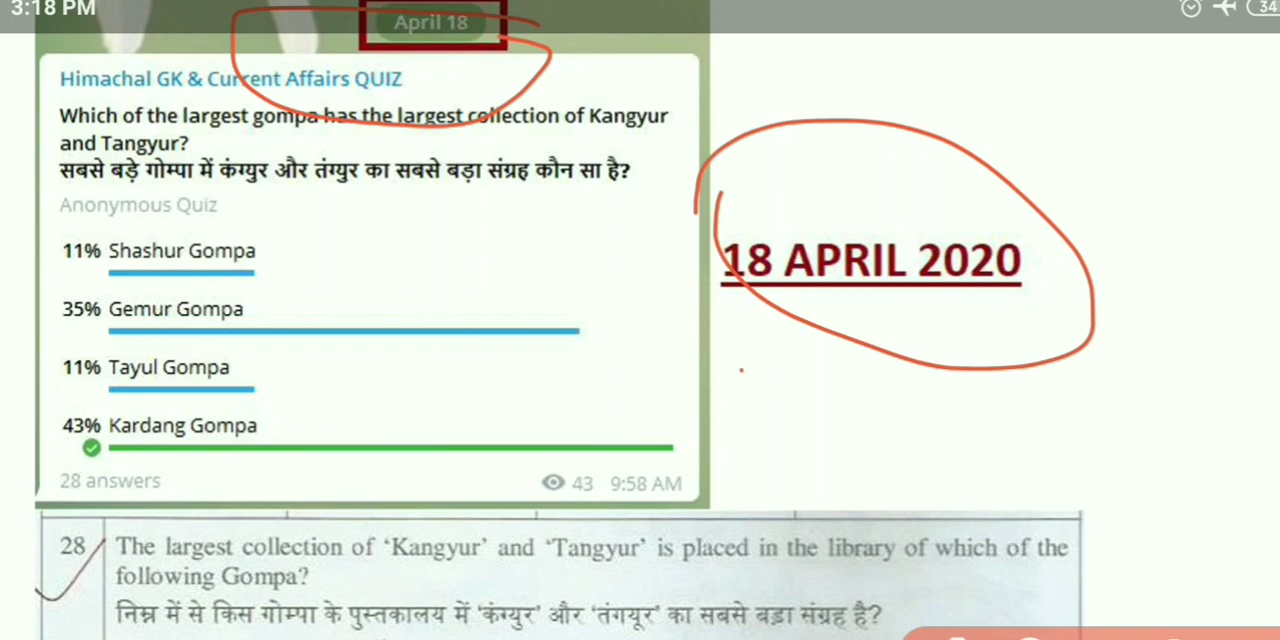 3:18 PM
34
April 18
Himachal GK & Current Affairs QUIZ
Which of the largest gompa has the largest collection of Kangyur
and Tangyur?
सबसे बड़े गोम्पा में कंग्युर और तंग्युर का सबसे बड़ा संग्रह कौन सा है?
Anonymous Quiz
11% Shashur Gompa
35% Gemur Gompa
11% Tayul Gompa
43% Kardang Gompa
28 answers
43 9:58 AM
18 APRIL 2020
28 The largest collection of ‘Kangyur’ and ‘Tangyur’ is placed in the library of which of the
following Gompa?
निम्न में से किस गोम्पा के पुस्तकालय में ‘कंग्युर’ और ‘तंगयूर’ का सबसे बड़ा संग्रह है?